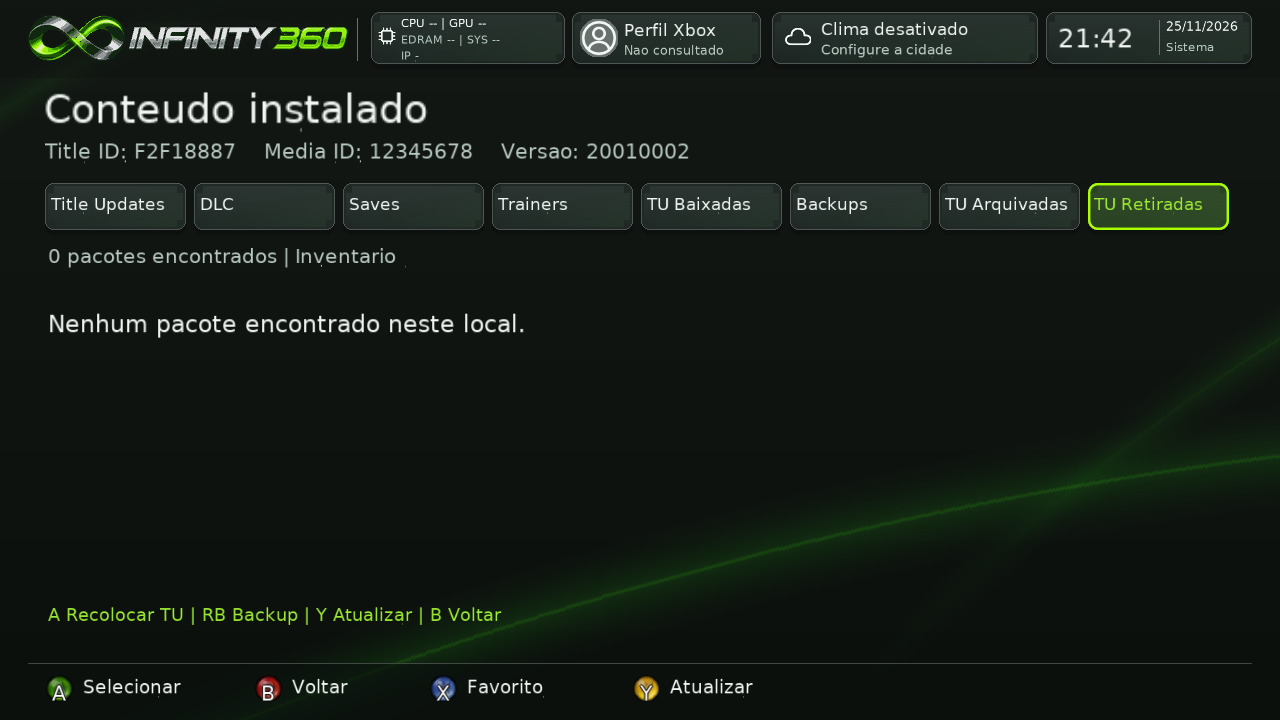 INFINITY 360
CPU -- | GPU --
EDRAM -- | SYS --
IP -
Perfil Xbox
Nao consultado
Clima desativado
Configure a cidade
21:42
25/11/2026
Sistema
Conteudo instalado
Title ID: F2F18887 Media ID: 12345678 Versao: 20010002
Title Updates DLC Saves Trainers TU Baixadas Backups TU Arquivadas TU Retiradas
0 pacotes encontrados | Inventario
Nenhum pacote encontrado neste local.
A Recolocar TU | RB Backup | Y Atualizar | B Voltar
A Selecionar B Voltar X Favorito Y Atualizar